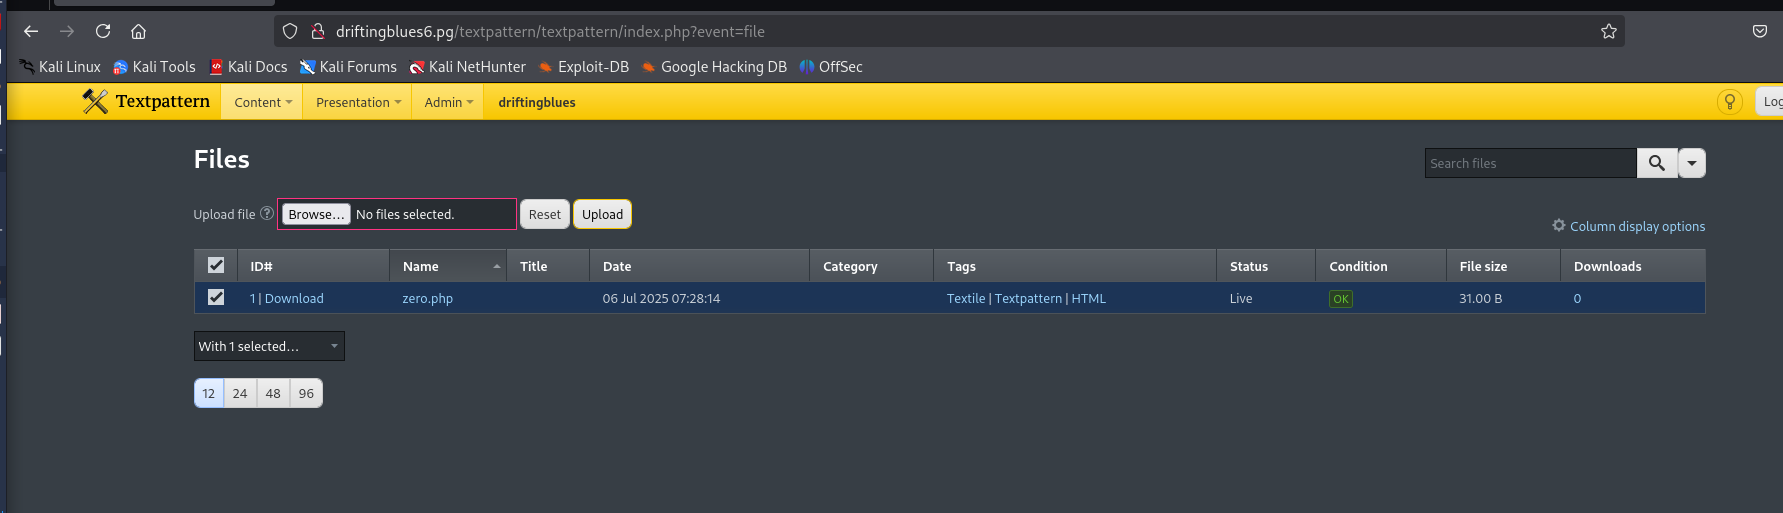 driftingblues6.pg/textpattern/textpattern/index.php?event=file
Kali Linux Kali Tools Kali Docs Kali Forums Kali NetHunter Exploit-DB Google Hacking DB OffSec
Textpattern Content Presentation Admin driftingblues
Files
Search files
Upload file ? Browse... No files selected. Reset Upload
Column display options
ID# Name Title Date Category Tags Status Condition File size Downloads
1 | Download zero.php 06 Jul 2025 07:28:14 Textile | Textpattern | HTML Live OK 31.00 B 0
With 1 selected...
12 24 48 96